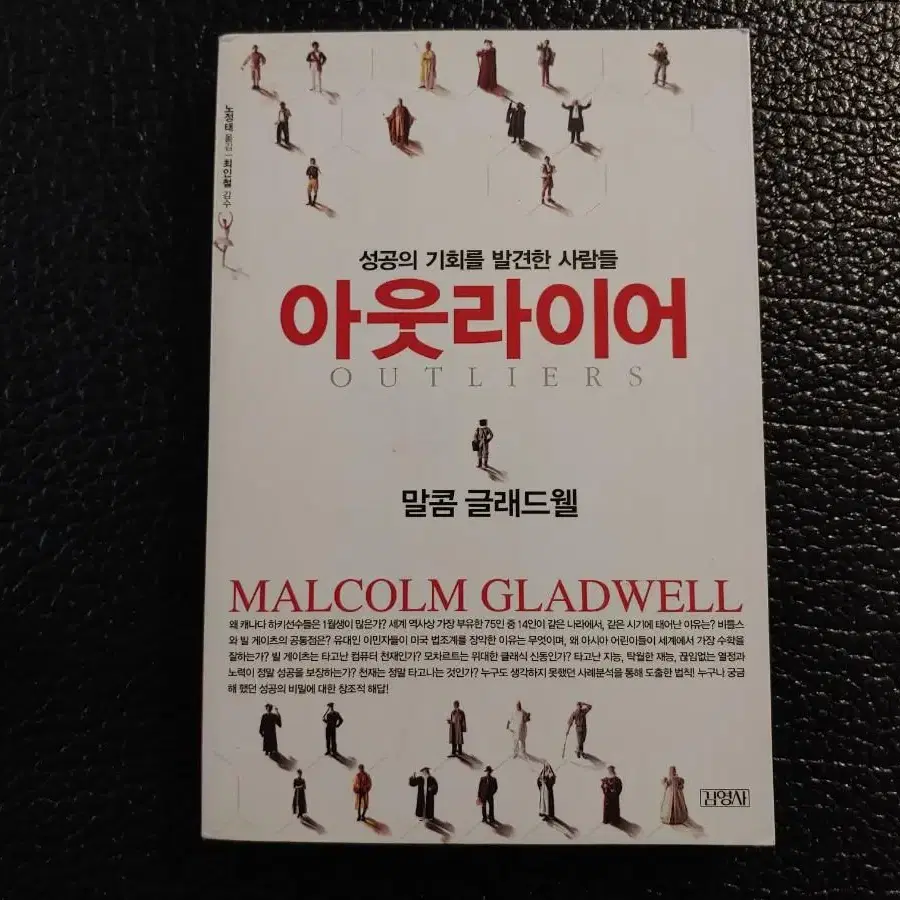 노정태 옮김 | 최인철 감수
성공의 기회를 발견한 사람들
아웃라이어
OUTLIERS
말콤 글래드웰
MALCOLM GLADWELL
왜 캐나다 하키선수들은 1월생이 많은가? 세계 역사상 가장 부유한 75인 중 14인이 같은 나라에서, 같은 시기에 태어난 이유는? 비틀스
와 빌 게이츠의 공통점은? 유대인 이민자들이 미국 법조계를 장악한 이유는 무엇이며, 왜 아시아 어린이들이 세계에서 가장 수학을
잘하는가? 빌 게이츠는 타고난 컴퓨터 천재인가? 모차르트는 위대한 클래식 신동인가? 타고난 지능, 탁월한 재능, 끊임없는 열정과
노력이 정말 성공을 보장하는가? 천재는 정말 타고나는 것인가? 누구도 생각하지 못했던 사례분석을 통해 도출한 법칙! 누구나 궁금
해 했던 성공의 비밀에 대한 창조적 해답!
김영사